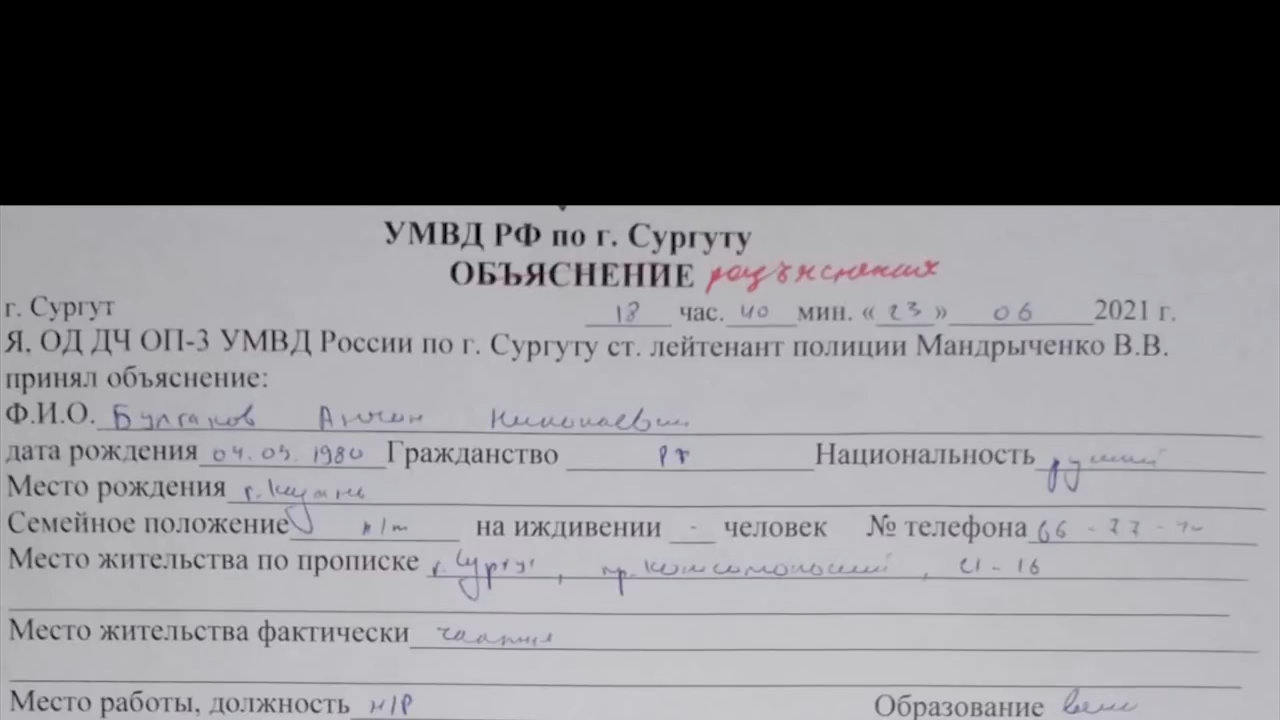 УМВД РФ по г. Сургуту
ОБЪЯСНЕНИЕ
г. Сургут 18 час. 40 мин. «23» 06 2021 г.
Я, ОД ДЧ ОП-3 УМВД России по г. Сургуту ст. лейтенант полиции Мандрыченко В.В.
принял объяснение:
Ф.И.О. Булгаков Антон Николаевич
дата рождения 04.03.1980 Гражданство РФ Национальность русский
Место рождения г. Казань
Семейное положение на иждивении - человек № телефона
Место жительства по прописке г. Сургут, пр. Комсомольский,
Место жительства фактически
Место работы, должность н/р Образование